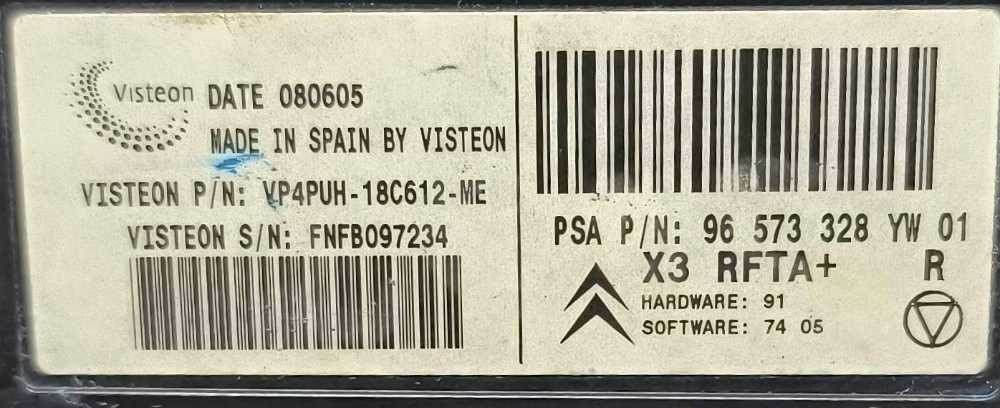 Visteon DATE 080605
MADE IN SPAIN BY VISTEON
VISTEON P/N: VP4PUH-18C612-ME
VISTEON S/N: FNFB097234
PSA P/N: 96 573 328 YW 01
X3 RFTA+ R
HARDWARE: 91
SOFTWARE: 74 05